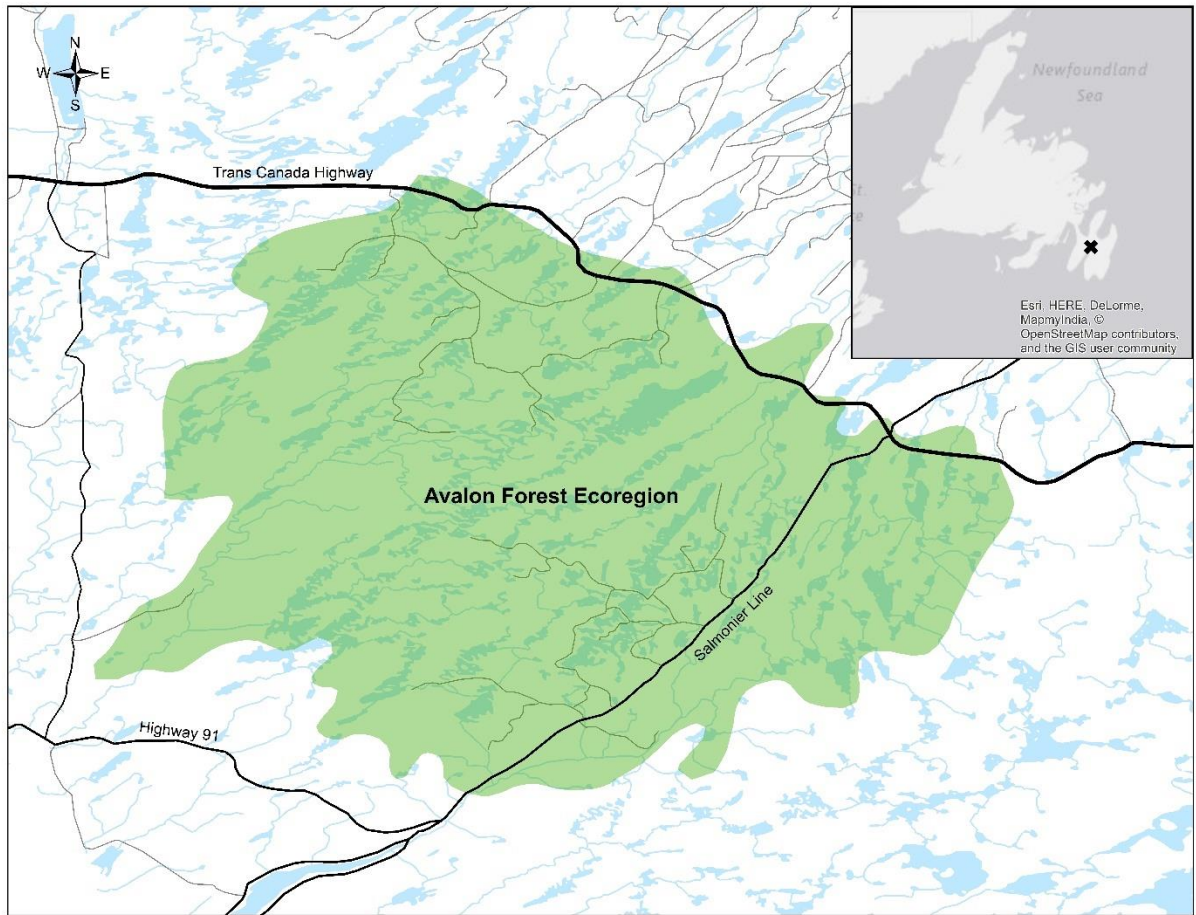 N
W E
S
Trans Canada Highway
Avalon Forest Ecoregion
Salmonier Line
Highway 91
Newfoundland
Sea
St.
Esri, HERE, DeLorme,
MapmyIndia, ©
OpenStreetMap contributors,
and the GIS user community